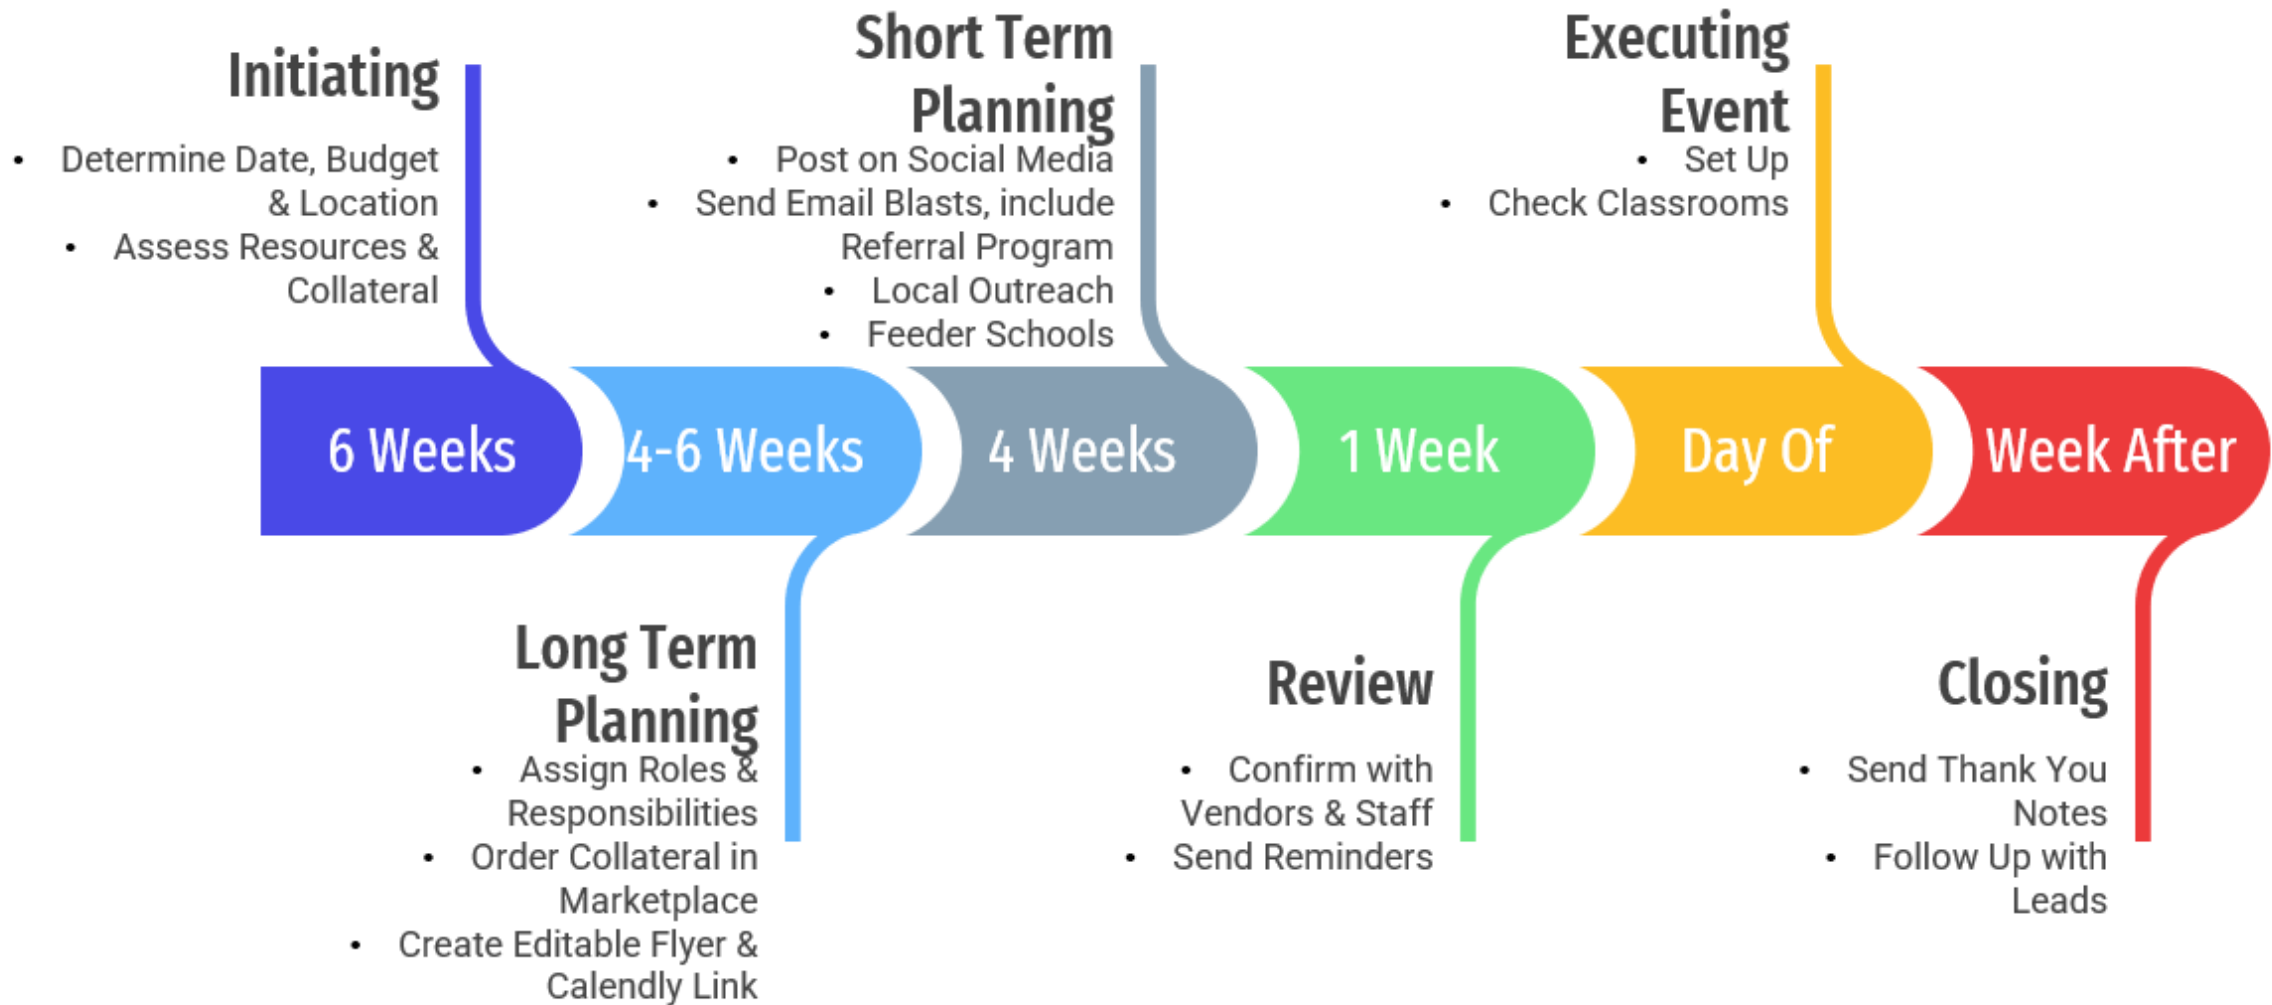 Initiating
• Determine Date, Budget
& Location
• Assess Resources &
Collateral
Short Term
Planning
• Post on Social Media
• Send Email Blasts, include
Referral Program
• Local Outreach
• Feeder Schools
Executing
Event
• Set Up
• Check Classrooms
6 Weeks
4-6 Weeks
4 Weeks
1 Week
Day Of
Week After
Long Term
Planning
• Assign Roles &
Responsibilities
• Order Collateral in
Marketplace
• Create Editable Flyer &
Calendly Link
Review
• Confirm with
Vendors & Staff
• Send Reminders
Closing
• Send Thank You
Notes
• Follow Up with
Leads